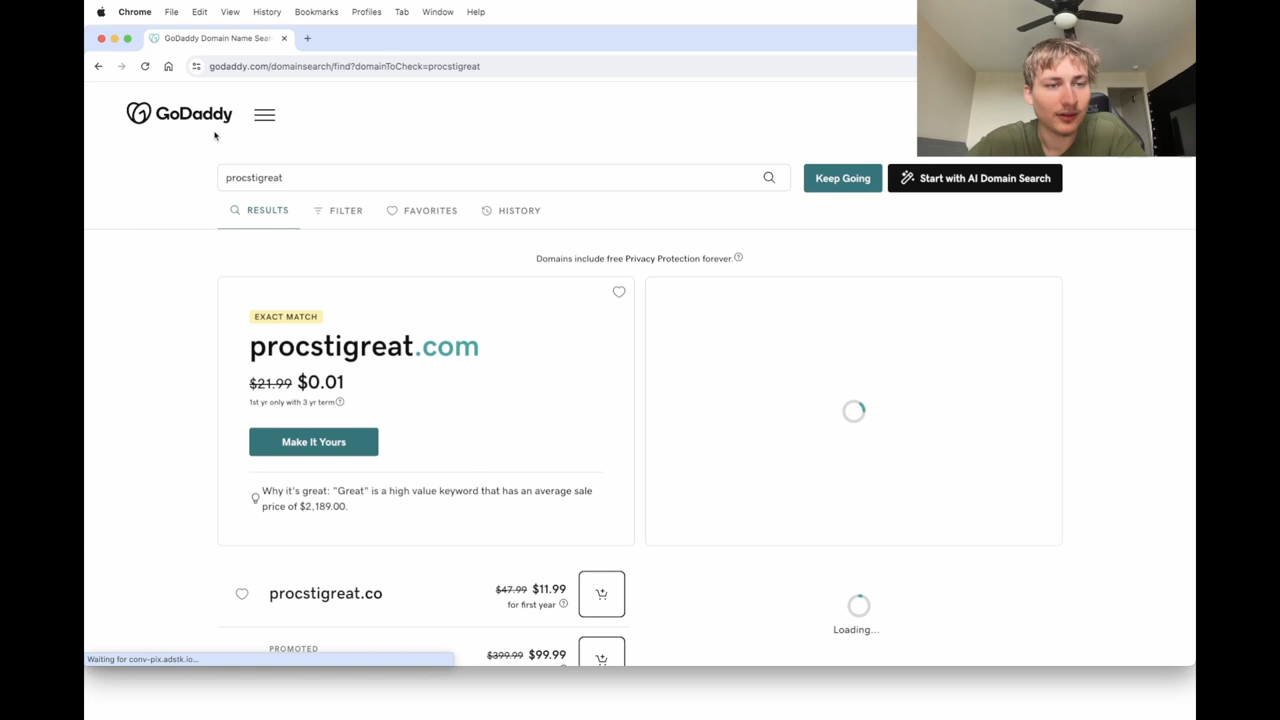 Chrome File Edit View History Bookmarks Profiles Tab Window Help
GoDaddy Domain Name Sear
godaddy.com/domainsearch/find?domainToCheck=procstigreat
GoDaddy
procstigreat
Keep Going
Start with AI Domain Search
RESULTS FILTER FAVORITES HISTORY
Domains include free Privacy Protection forever.
EXACT MATCH
procstigreat.com
$21.99 $0.01
1st yr only with 3 yr term
Make It Yours
Why it's great: "Great" is a high value keyword that has an average sale
price of $2,189.00.
procstigreat.co
$47.99 $11.99
for first year
Loading...
PROMOTED
$399.99 $99.99
Waiting for conv-pix.adstk.io...